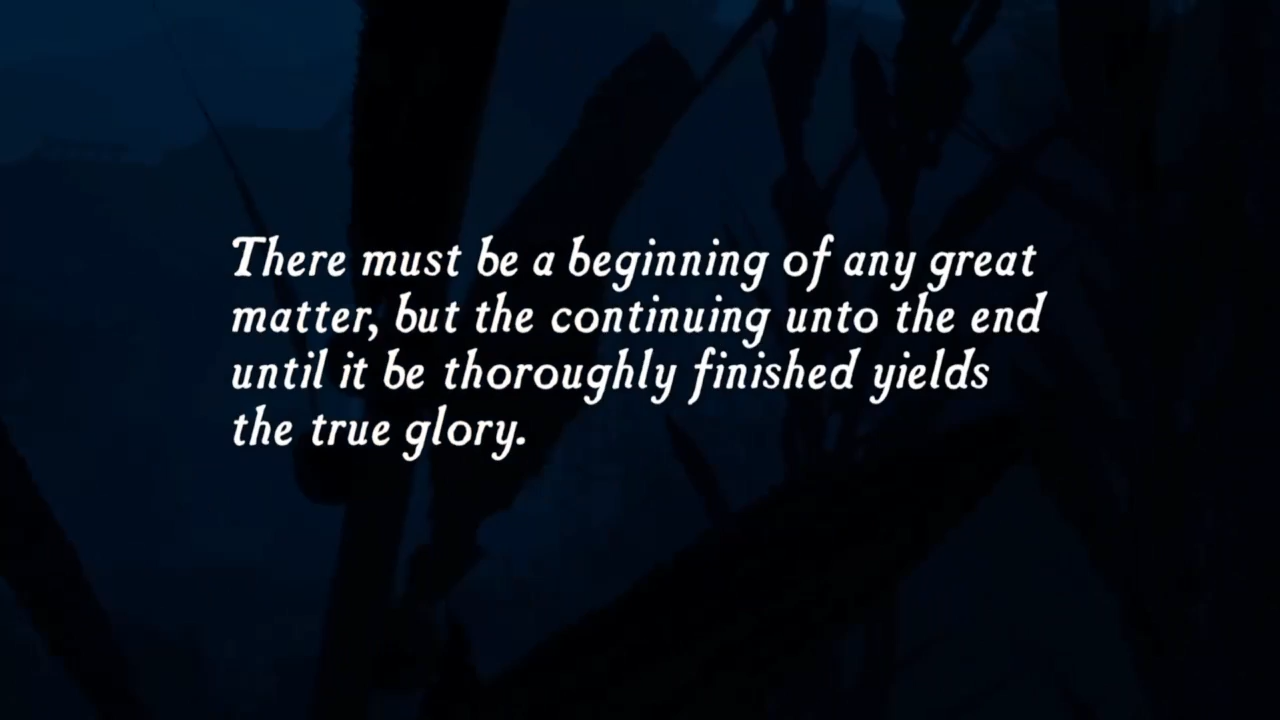 There must be a beginning of any great
matter, but the continuing unto the end
until it be thoroughly finished yields
the true glory.